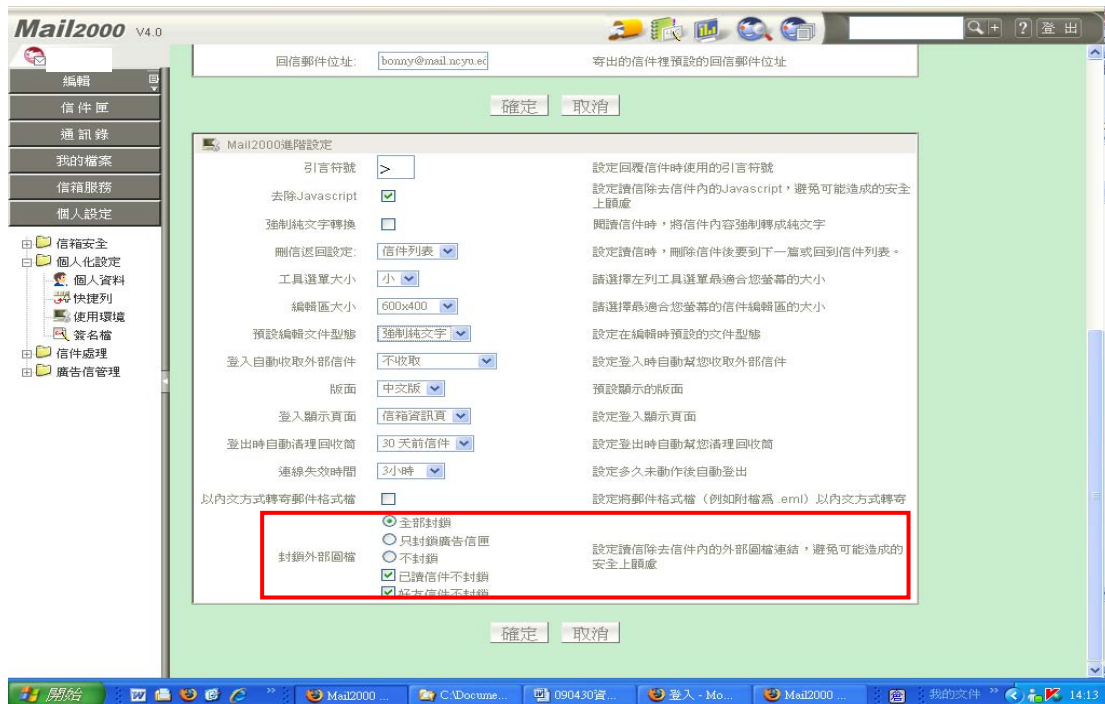 Mail2000 V4.0
登 出
編輯
信 件 匣
通 訊 錄
我的檔案
信箱服務
個人設定
信箱安全
個人化設定
個人資料
快捷列
使用環境
簽名檔
信件處理
廣告信管理
回信郵件位址: bonny@mail.ncyu.ed 寄出的信件裡預設的回信郵件位址
確定 取消
Mail2000進階設定
引言符號 > 設定回覆信件時使用的引言符號
去除Javascript 設定讀信除去信件內的Javascript，避免可能造成的安全
上顧慮
強制純文字轉換 閱讀信件時，將信件內容強制轉成純文字
刪信返回設定: 信件列表 設定讀信時，刪除信件後要到下一篇或回到信件列表。
工具選單大小 小 請選擇左列工具選單最適合您螢幕的大小
編輯區大小 600x400 請選擇最適合您螢幕的信件編輯區的大小
預設編輯文件型態 強制純文字 設定在編輯時預設的文件型態
登入自動收取外部信件 不收取 設定登入時自動幫您收取外部信件
版面 中文版 預設顯示的版面
登入顯示頁面 信箱資訊頁 設定登入顯示頁面
登出時自動清理回收筒 30 天前信件 設定登出時自動幫您清理回收筒
連線失效時間 3小時 設定多久未動作後自動登出
以內文方式轉寄郵件格式檔 設定將郵件格式檔（例如附檔為 .eml）以內文方式轉寄
封鎖外部圖檔
全部封鎖
只封鎖廣告信匣
不封鎖
已讀信件不封鎖
好友信件不封鎖
設定讀信除去信件內的外部圖檔連結，避免可能造成的
安全上顧慮
確定 取消
開始 Mail2000 ... C:\Docume... 090430資... 登入 - Mo... Mail2000 ... 我的文件 » 14:13